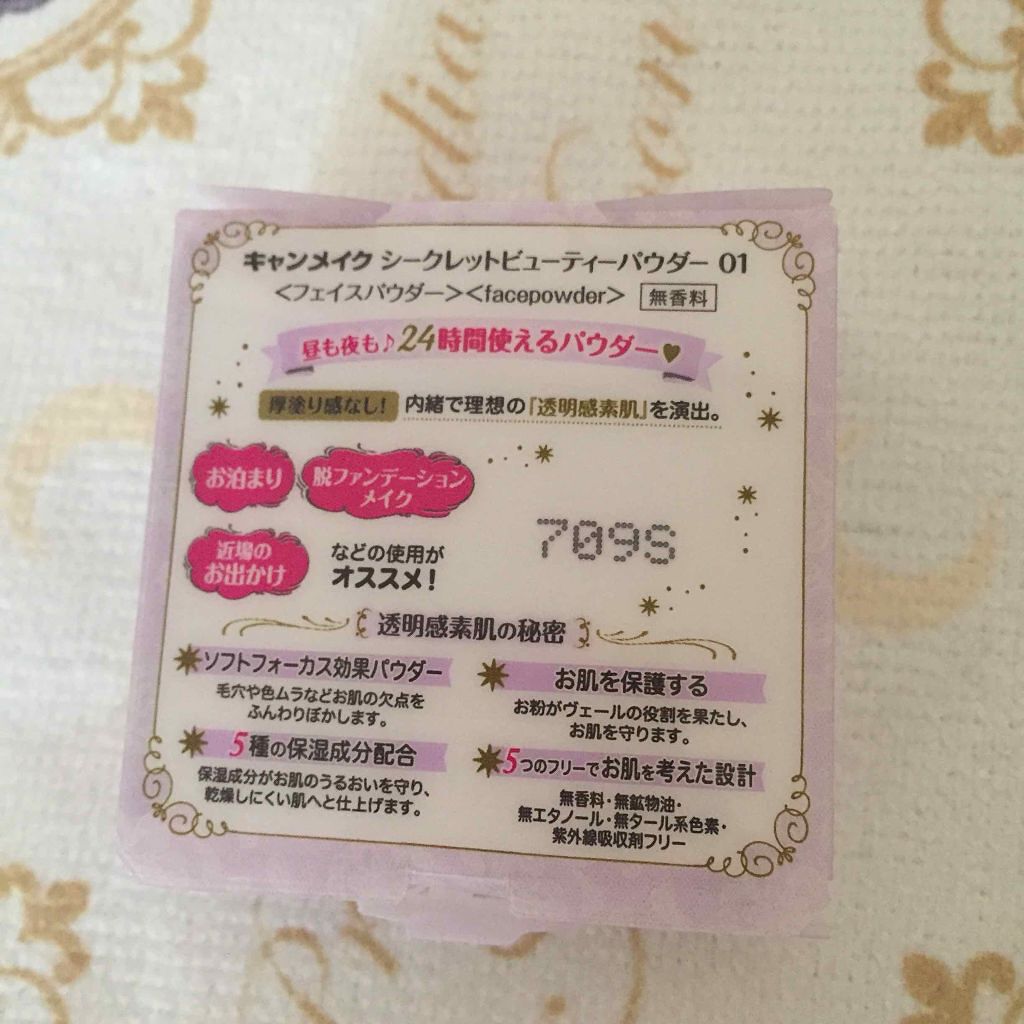 キャンメイク シークレットビューティーパウダー 01
<フェイスパウダー><facepowder> 無香料
昼も夜も♪24時間使えるパウダー♥
厚塗り感なし! 内緒で理想の『透明感素肌』を演出。
お泊まり
脱ファンデーション
メイク
近場の
お出かけ
などの使用が
オススメ!
709S
透明感素肌の秘密
ソフトフォーカス効果パウダー
毛穴や色ムラなどお肌の欠点を
ふんわりぼかします。
お肌を保護する
お粉がヴェールの役割を果たし、
お肌を守ります。
5種の保湿成分配合
保湿成分がお肌のうるおいを守り、
乾燥しにくい肌へと仕上げます。
5つのフリーでお肌を考えた設計
無香料・無鉱物油・
無エタノール・無タール系色素・
紫外線吸収剤フリー